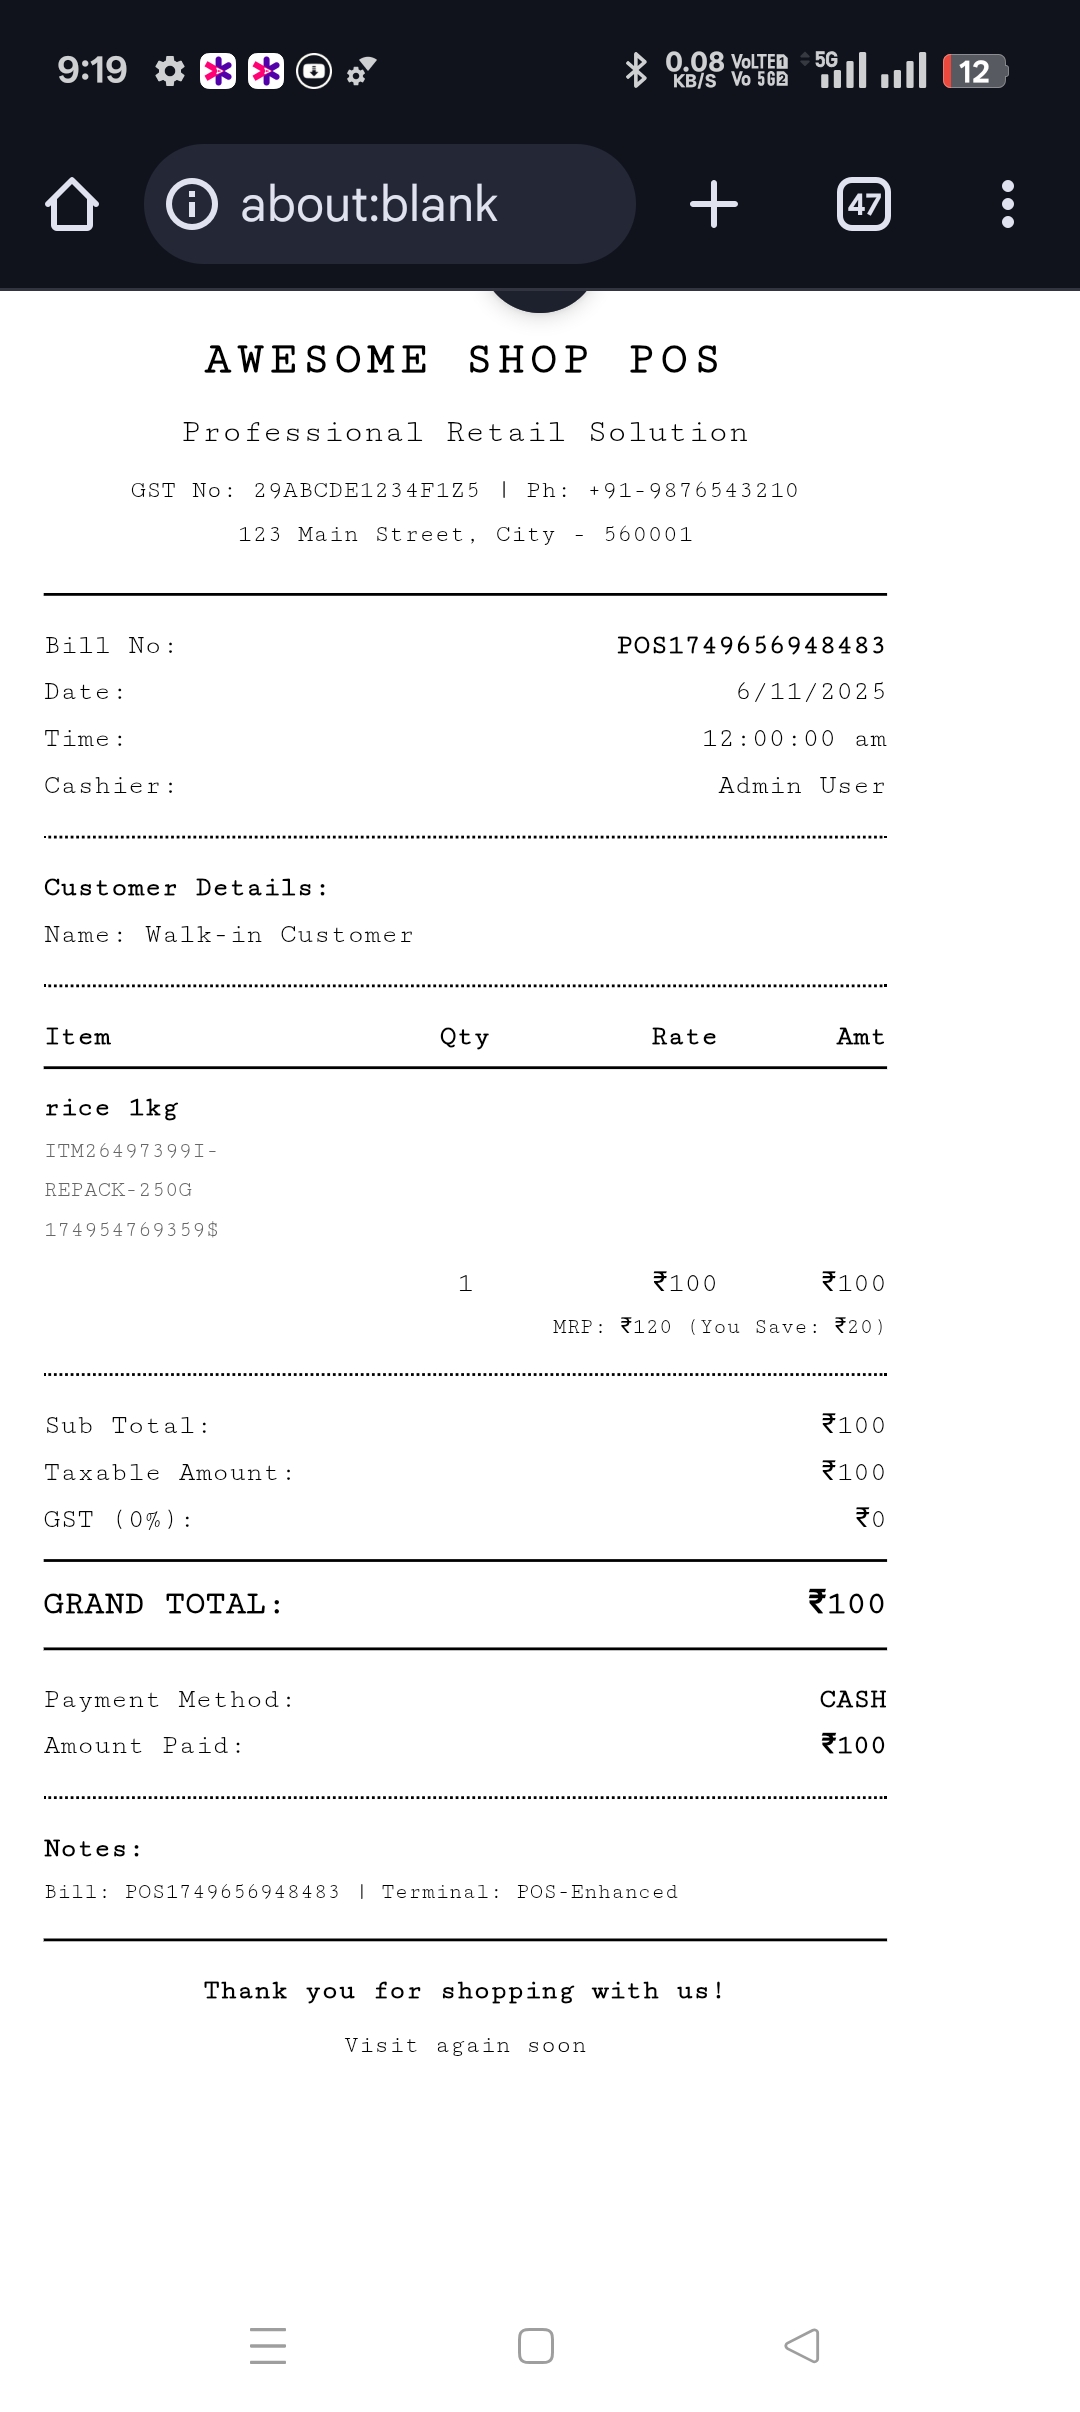 9:19
0.08 KB/S VoLTE1 Vo 5G2 5G 12
about:blank
47
AWESOME SHOP POS
Professional Retail Solution
GST No: 29ABCDE1234F1Z5 | Ph: +91-9876543210
123 Main Street, City - 560001
Bill No: POS1749656948483
Date: 6/11/2025
Time: 12:00:00 am
Cashier: Admin User
Customer Details:
Name: Walk-in Customer
Item Qty Rate Amt
rice 1kg
ITM26497399I-
REPACK-250G
174954769359$
1 ₹100 ₹100
MRP: ₹120 (You Save: ₹20)
Sub Total: ₹100
Taxable Amount: ₹100
GST (0%): ₹0
GRAND TOTAL: ₹100
Payment Method: CASH
Amount Paid: ₹100
Notes:
Bill: POS1749656948483 | Terminal: POS-Enhanced
Thank you for shopping with us!
Visit again soon